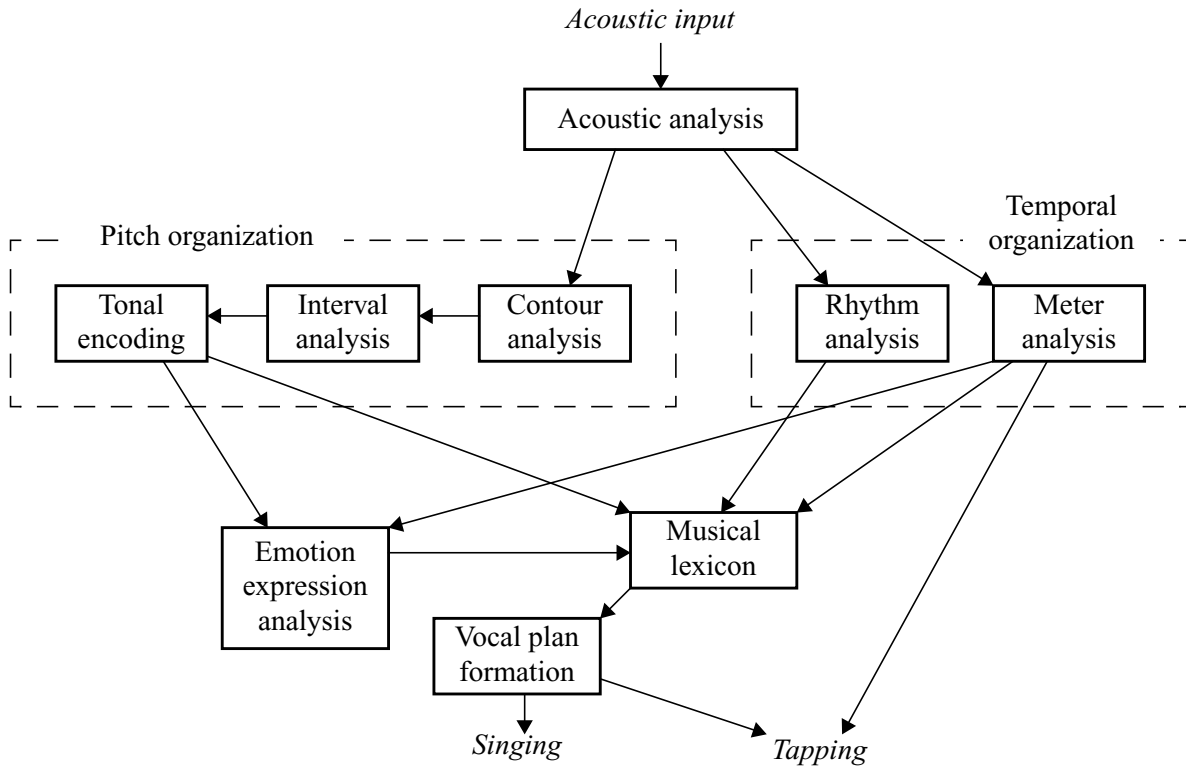 Acoustic input
Acoustic analysis
Pitch organization
Temporal
organization
Tonal
encoding
Interval
analysis
Contour
analysis
Rhythm
analysis
Meter
analysis
Emotion
expression
analysis
Musical
lexicon
Vocal plan
formation
Singing
Tapping